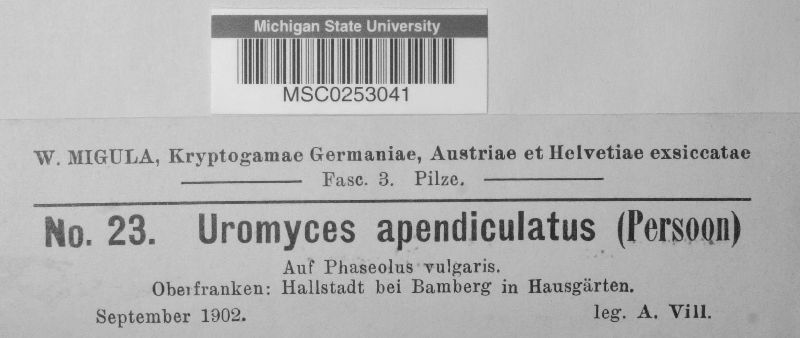 Michigan State University
MSC0253041
W. MIGULA, Kryptogamae Germaniae, Austriae et Helvetiae exsiccatae
Fasc. 3. Pilze.
No. 23. Uromyces apendiculatus (Persoon)
Auf Phaseolus vulgaris.
Oberfranken: Hallstadt bei Bamberg in Hausgärten.
September 1902. leg. A. Vill.